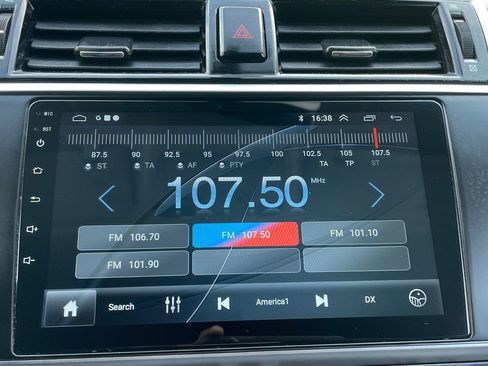 MIC
RST
G 16:38
87.5 90 92.5 95 97.5 100 102.5 105 107.5
ST TA AF PTY TA TP ST
107.50 MHz
FM 106.70 FM 107.50 FM 101.10
FM 101.90
Search America1 DX